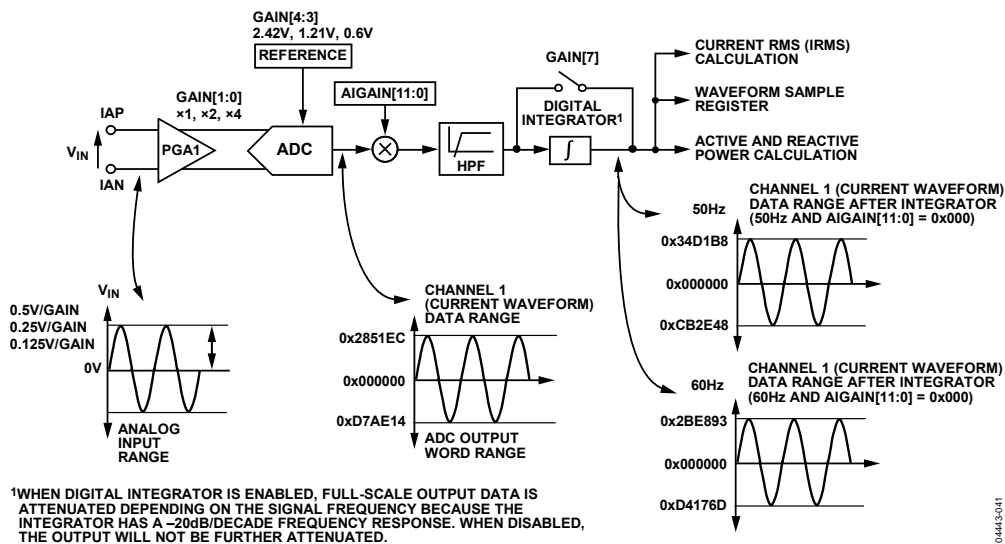 GAIN[4:3]
2.42V, 1.21V, 0.6V
REFERENCE
GAIN[7]
CURRENT RMS (IRMS)
CALCULATION
WAVEFORM SAMPLE
REGISTER
ACTIVE AND REACTIVE
POWER CALCULATION
IAP
VIN
IAN
GAIN[1:0]
×1, ×2, ×4
PGA1
ADC
AIGAIN[11:0]
HPF
DIGITAL
INTEGRATOR1
∫
VIN
0.5V/GAIN
0.25V/GAIN
0.125V/GAIN
0V
ANALOG
INPUT
RANGE
CHANNEL 1
(CURRENT WAVEFORM)
DATA RANGE
0x2851EC
0x000000
0xD7AE14
ADC OUTPUT
WORD RANGE
50Hz
CHANNEL 1 (CURRENT WAVEFORM)
DATA RANGE AFTER INTEGRATOR
(50Hz AND AIGAIN[11:0] = 0x000)
0x34D1B8
0x000000
0xCB2E48
60Hz
CHANNEL 1 (CURRENT WAVEFORM)
DATA RANGE AFTER INTEGRATOR
(60Hz AND AIGAIN[11:0] = 0x000)
0x2BE893
0x000000
0xD4176D
1WHEN DIGITAL INTEGRATOR IS ENABLED, FULL-SCALE OUTPUT DATA IS
ATTENUATED DEPENDING ON THE SIGNAL FREQUENCY BECAUSE THE
INTEGRATOR HAS A –20dB/DECADE FREQUENCY RESPONSE. WHEN DISABLED,
THE OUTPUT WILL NOT BE FURTHER ATTENUATED.
04443-041